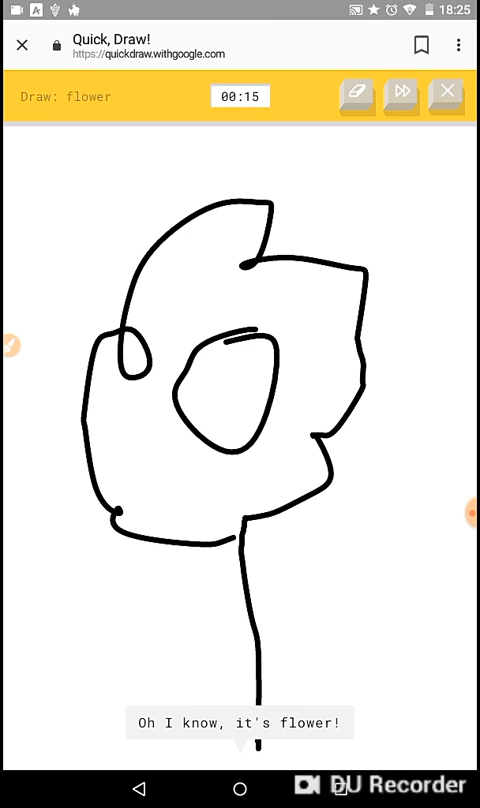 18:25
Quick, Draw!
https://quickdraw.withgoogle.com
Draw: flower
00:15
Oh I know, it's flower!
DU Recorder